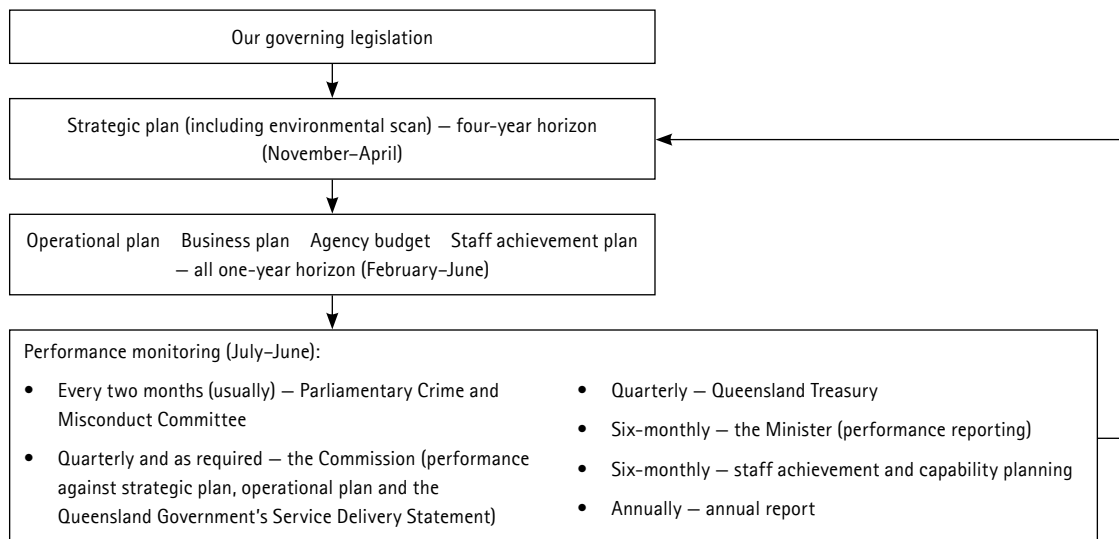 Our governing legislation
Strategic plan (including environmental scan) — four-year horizon
(November–April)
Operational plan Business plan Agency budget Staff achievement plan
— all one-year horizon (February–June)
Performance monitoring (July–June):
• Every two months (usually) — Parliamentary Crime and
Misconduct Committee
• Quarterly and as required — the Commission (performance
against strategic plan, operational plan and the
Queensland Government’s Service Delivery Statement)
• Quarterly — Queensland Treasury
• Six-monthly — the Minister (performance reporting)
• Six-monthly — staff achievement and capability planning
• Annually — annual report